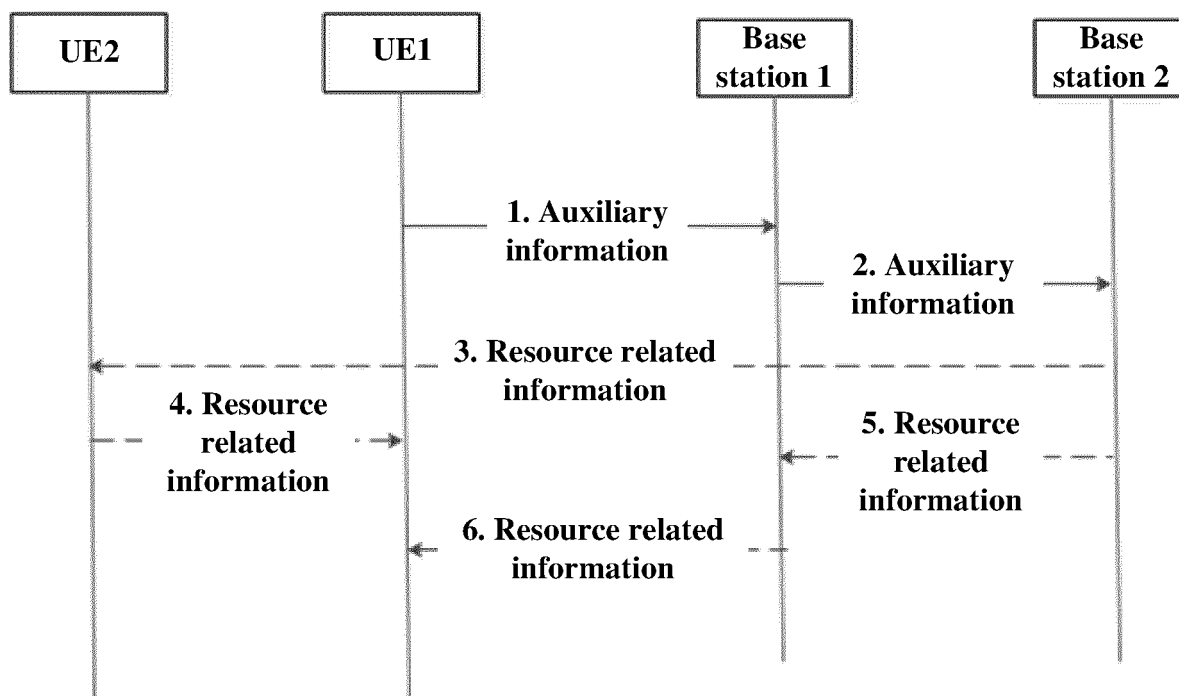 UE2
UE1
Base
station 1
Base
station 2
1. Auxiliary
information
2. Auxiliary
information
3. Resource related
information
4. Resource
related
information
5. Resource
related
information
6. Resource related
information